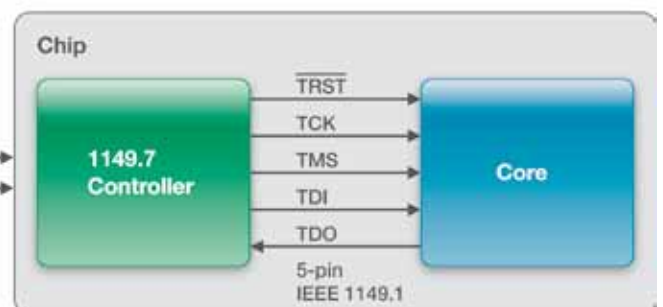 Chip
1149.7
Controller
TRST
TCK
TMS
TDI
TDO
Core
5-pin
IEEE 1149.1